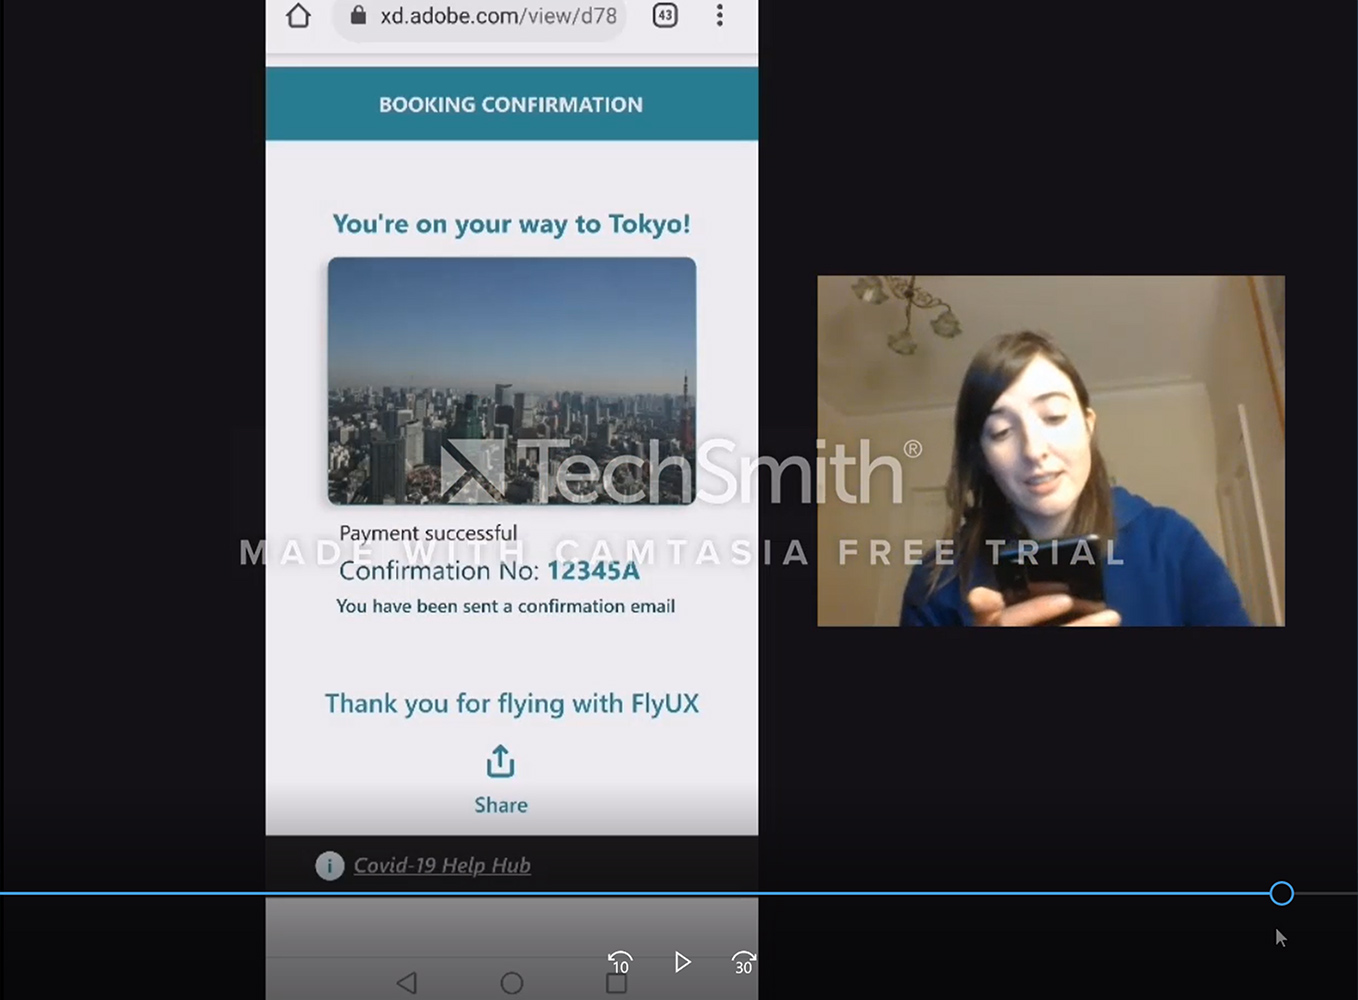 xd.adobe.com/view/d78
43
BOOKING CONFIRMATION
You're on your way to Tokyo!
TechSmith®
Payment successful
MADE WITH CAMTASIA FREE TRIAL
Confirmation No: 12345A
You have been sent a confirmation email
Thank you for flying with FlyUX
Share
i Covid-19 Help Hub
10
30